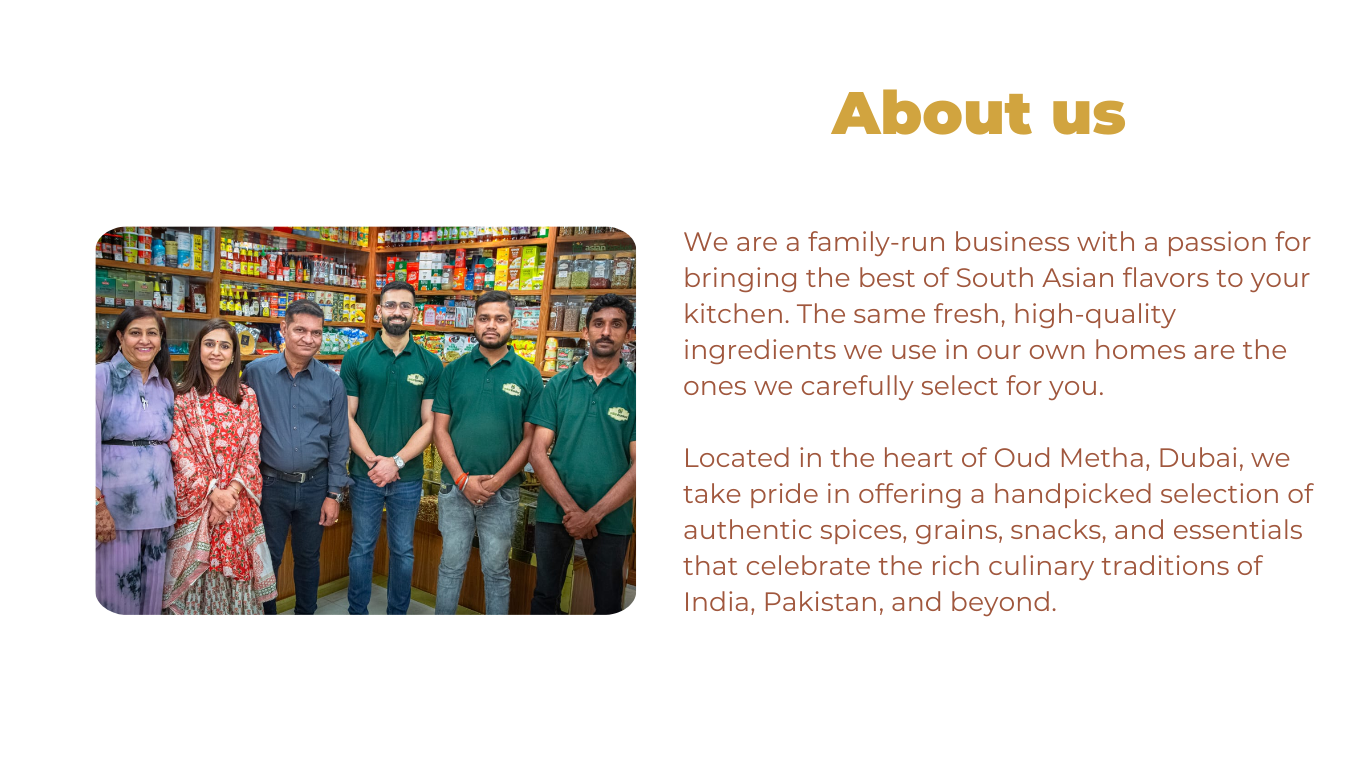 About us
We are a family-run business with a passion for
bringing the best of South Asian flavors to your
kitchen. The same fresh, high-quality
ingredients we use in our own homes are the
ones we carefully select for you.
Located in the heart of Oud Metha, Dubai, we
take pride in offering a handpicked selection of
authentic spices, grains, snacks, and essentials
that celebrate the rich culinary traditions of
India, Pakistan, and beyond.